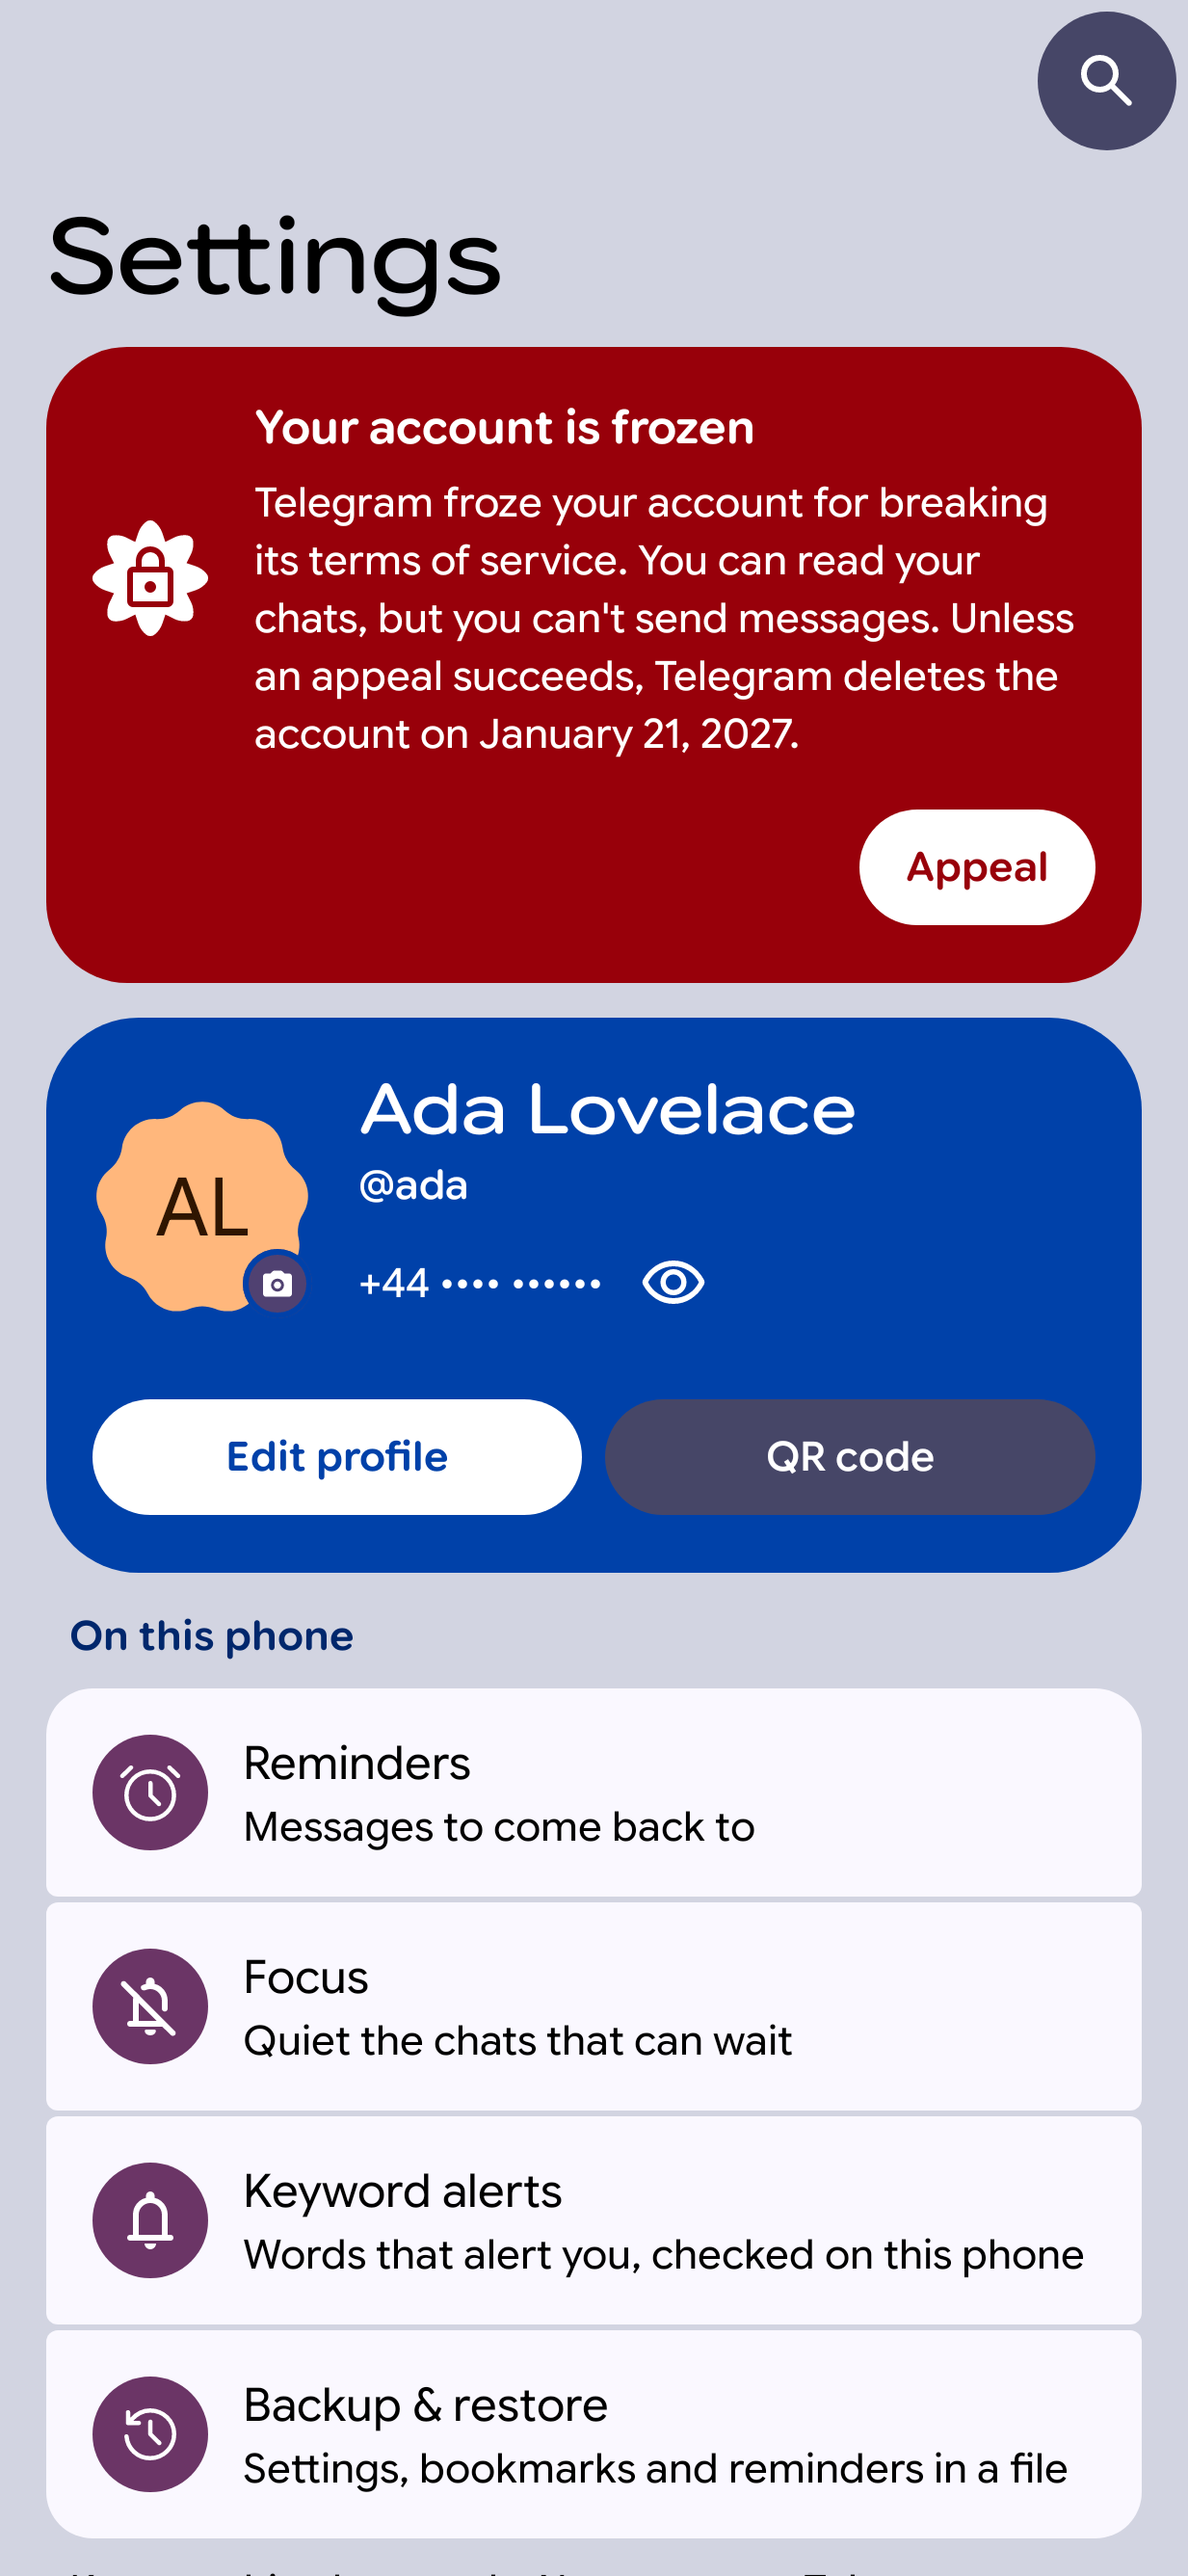 Settings
Your account is frozen
Telegram froze your account for breaking
its terms of service. You can read your
chats, but you can't send messages. Unless
an appeal succeeds, Telegram deletes the
account on January 21, 2027.
Appeal
Ada Lovelace
@ada
AL
+44 •••• ••••••
Edit profile
QR code
On this phone
Reminders
Messages to come back to
Focus
Quiet the chats that can wait
Keyword alerts
Words that alert you, checked on this phone
Backup & restore
Settings, bookmarks and reminders in a file